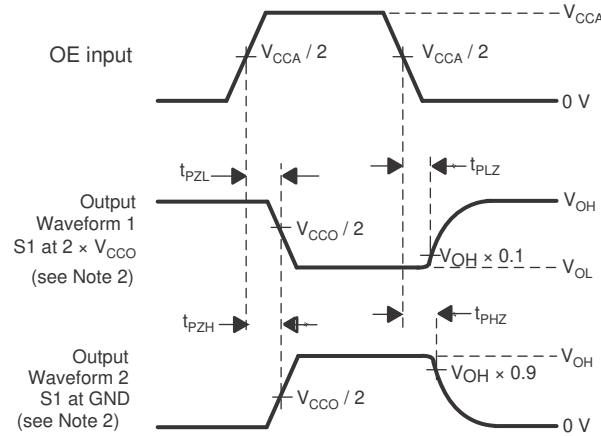 V_CCA
OE input
V_CCA / 2
V_CCA / 2
0 V
t_PZL
t_PLZ
Output
Waveform 1
S1 at 2 × V_CCO
(see Note 2)
V_CCO / 2
V_OH
V_OH × 0.1
V_OL
t_PZH
t_PHZ
Output
Waveform 2
S1 at GND
(see Note 2)
V_CCO / 2
V_OH
V_OH × 0.9
0 V